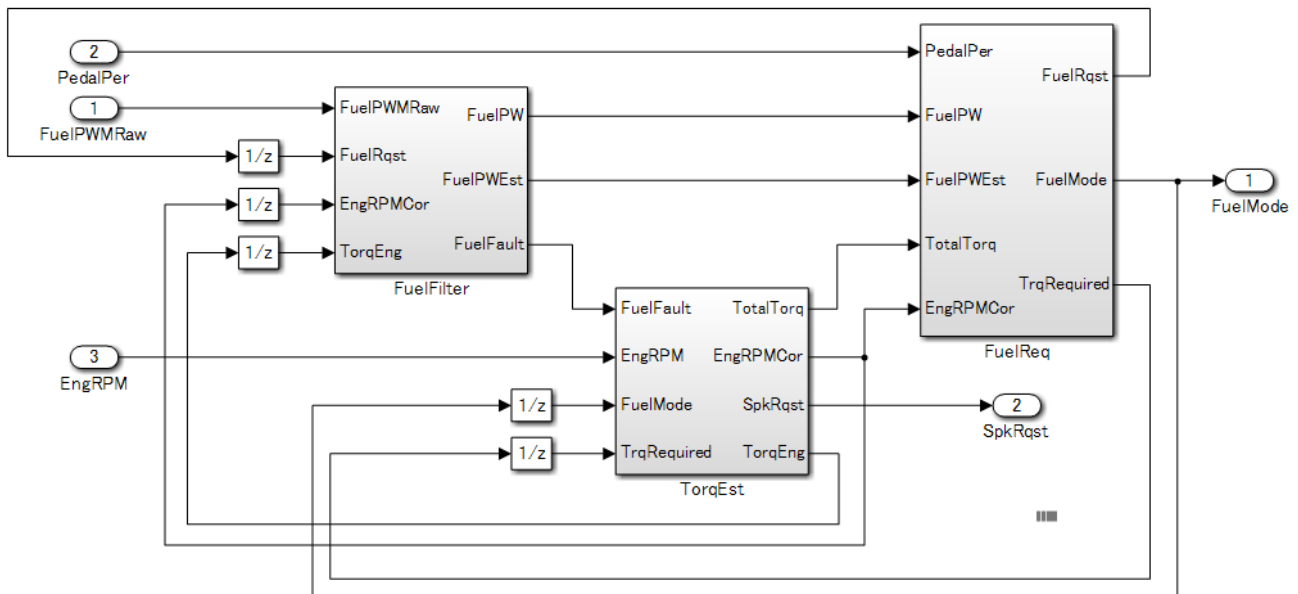 2
PedalPer
1
FuelPWMRaw
1/z
1/z
1/z
FuelPWMRaw
FuelRqst
EngRPMCor
TorqEng
FuelPW
FuelPWEst
FuelFault
FuelFilter
3
EngRPM
1/z
1/z
FuelFault
EngRPM
FuelMode
TrqRequired
TotalTorq
EngRPMCor
SpkRqst
TorqEng
TorqEst
PedalPer
FuelPW
FuelPWEst
TotalTorq
EngRPMCor
FuelRqst
FuelMode
TrqRequired
FuelReq
1
FuelMode
2
SpkRqst